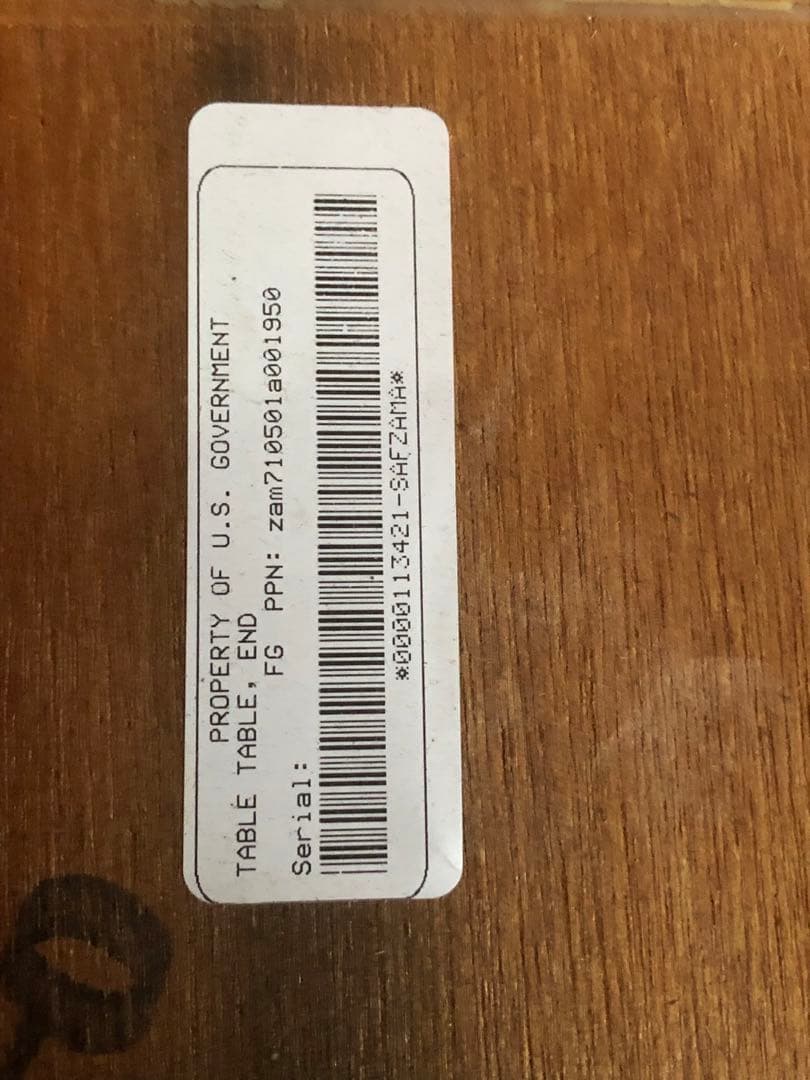 PROPERTY OF U.S. GOVERNMENT
TABLE TABLE, END
FG PPN: zam710501a001950
Serial:
*0000113421-SAFZAMA*